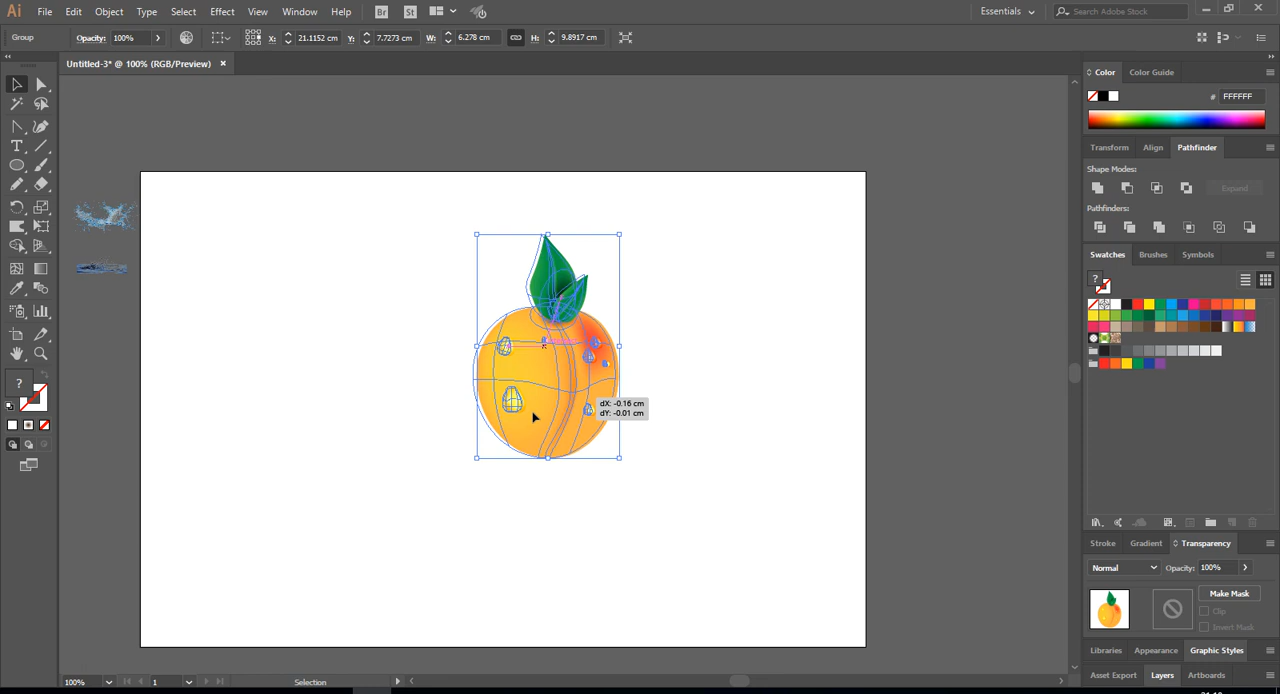 Ai File Edit Object Type Select Effect View Window Help Br St Essentials Search Adobe Stock
Group Opacity: 100% X: 21.1152 cm Y: 7.7273 cm W: 6.278 cm H: 9.8917 cm
Untitled-3* @ 100% (RGB/Preview) ×
Color Color Guide
# FFFFFF
Transform Align Pathfinder
Shape Modes:
Expand
Pathfinders:
Swatches Brushes Symbols
?
dX: -0.16 cm
dY: -0.01 cm
?
Stroke Gradient Transparency
Normal Opacity: 100%
Make Mask
Clip
Invert Mask
Libraries Appearance Graphic Styles
Asset Export Layers Artboards
100% 1 Selection